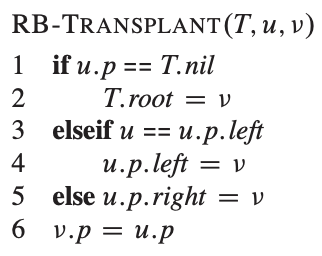 RB-TRANSPLANT(T, u, v)
1 if u.p == T.nil
2 T.root = v
3 elseif u == u.p.left
4 u.p.left = v
5 else u.p.right = v
6 v.p = u.p